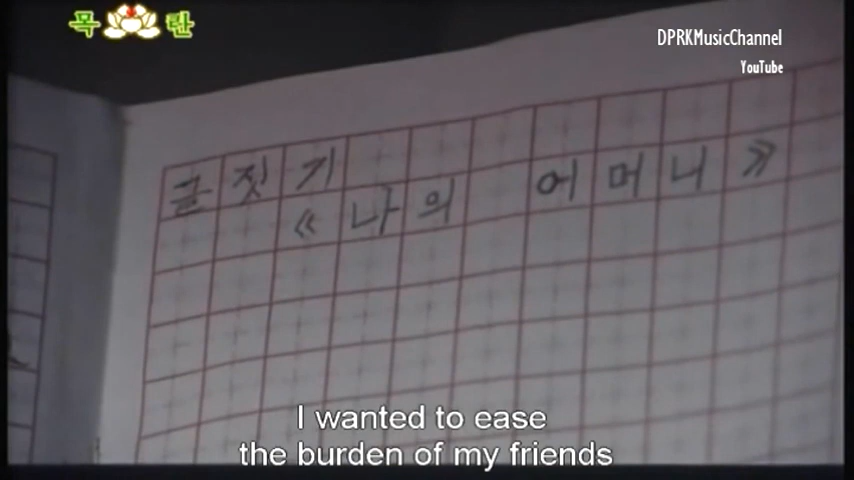 목란
DPRKMusicChannel
YouTube
글짓기
《나의 어머니》
I wanted to ease
the burden of my friends